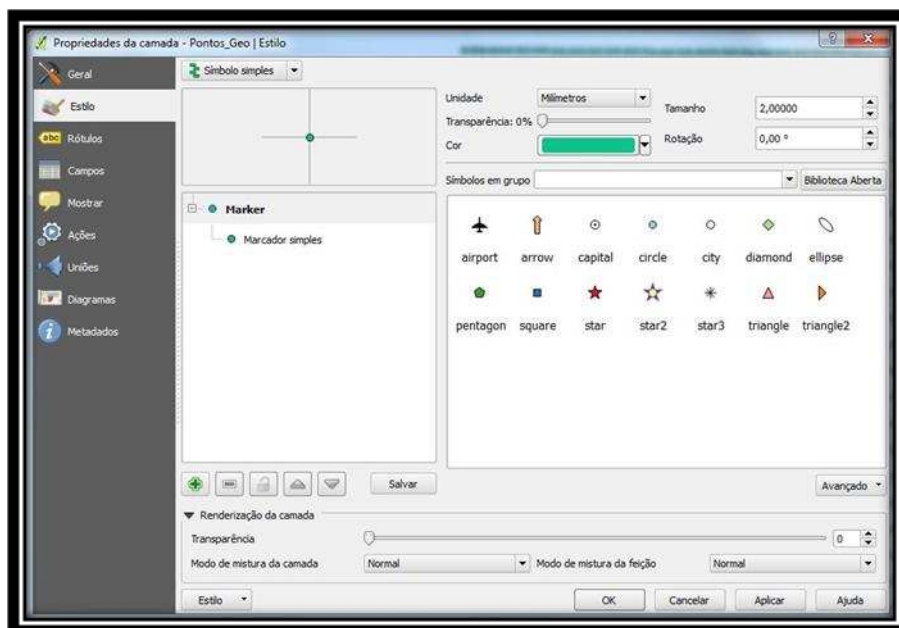 Propriedades da camada - Pontos_Geo | Estilo
Geral
Estilo
Rótulos
Campos
Mostrar
Ações
Uniões
Diagramas
Metadados
Símbolo simples
Unidade Milímetros Tamanho 2,00000
Transparência: 0%
Cor Rotação 0,00 °
Símbolos em grupo Biblioteca Aberta
Marker
Marcador simples
airport arrow capital circle city diamond ellipse
pentagon square star star2 star3 triangle triangle2
Salvar Avançado
Renderização da camada
Transparência 0
Modo de mistura da camada Normal Modo de mistura da feição Normal
Estilo OK Cancelar Aplicar Ajuda